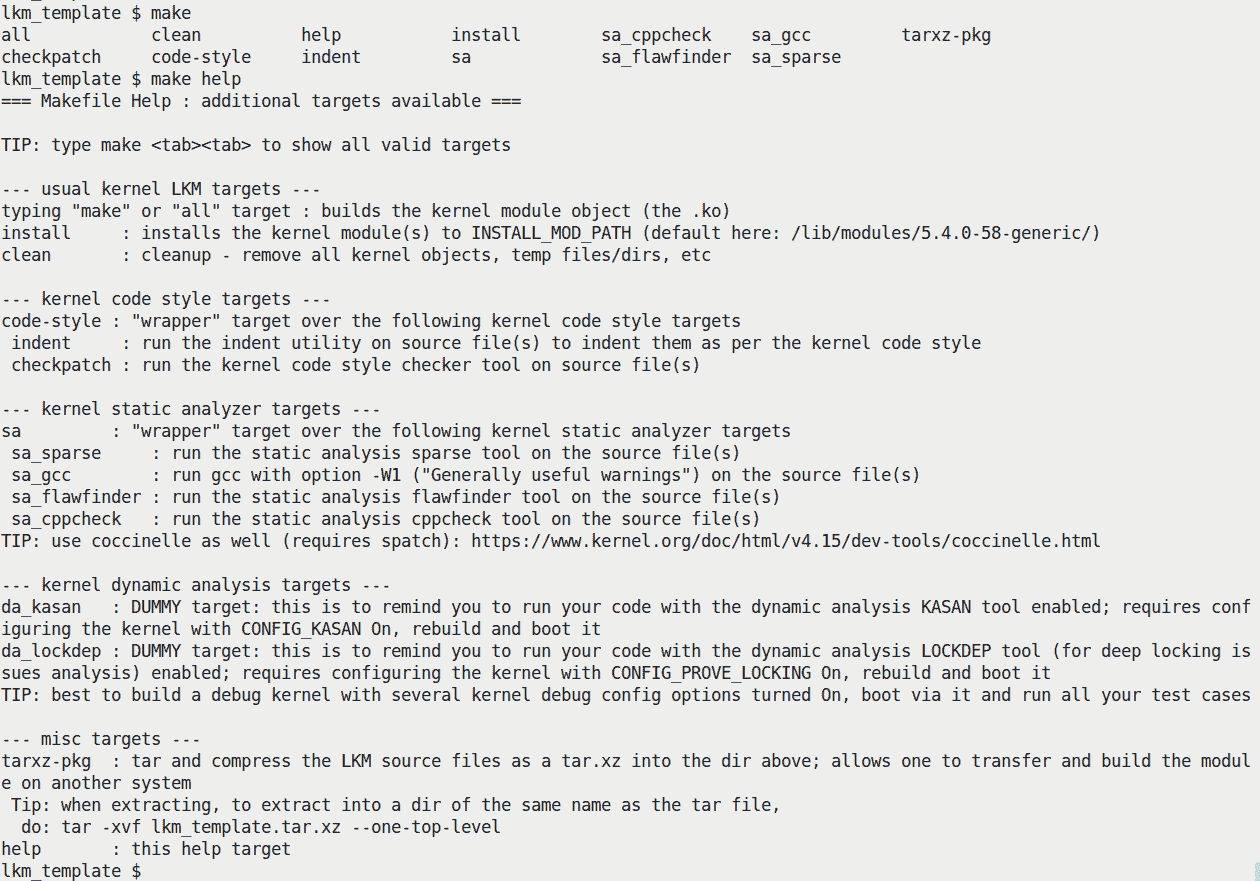 lkm_template $ make
all            clean          help           install        sa_cppcheck    sa_gcc         tarxz-pkg
checkpatch     code-style     indent         sa             sa_flawfinder  sa_sparse
lkm_template $ make help
=== Makefile Help : additional targets available ===

TIP: type make <tab><tab> to show all valid targets

--- usual kernel LKM targets ---
typing "make" or "all" target : builds the kernel module object (the .ko)
install     : installs the kernel module(s) to INSTALL_MOD_PATH (default here: /lib/modules/5.4.0-58-generic/)
clean       : cleanup - remove all kernel objects, temp files/dirs, etc

--- kernel code style targets ---
code-style : "wrapper" target over the following kernel code style targets
 indent     : run the indent utility on source file(s) to indent them as per the kernel code style
 checkpatch : run the kernel code style checker tool on source file(s)

--- kernel static analyzer targets ---
sa         : "wrapper" target over the following kernel static analyzer targets
 sa_sparse     : run the static analysis sparse tool on the source file(s)
 sa_gcc        : run gcc with option -W1 ("Generally useful warnings") on the source file(s)
 sa_flawfinder : run the static analysis flawfinder tool on the source file(s)
 sa_cppcheck   : run the static analysis cppcheck tool on the source file(s)
TIP: use coccinelle as well (requires spatch): https://www.kernel.org/doc/html/v4.15/dev-tools/coccinelle.html

--- kernel dynamic analysis targets ---
da_kasan   : DUMMY target: this is to remind you to run your code with the dynamic analysis KASAN tool enabled; requires conf
iguring the kernel with CONFIG_KASAN On, rebuild and boot it
da_lockdep : DUMMY target: this is to remind you to run your code with the dynamic analysis LOCKDEP tool (for deep locking is
sues analysis) enabled; requires configuring the kernel with CONFIG_PROVE_LOCKING On, rebuild and boot it
TIP: best to build a debug kernel with several kernel debug config options turned On, boot via it and run all your test cases

--- misc targets ---
tarxz-pkg  : tar and compress the LKM source files as a tar.xz into the dir above; allows one to transfer and build the modul
e on another system
 Tip: when extracting, to extract into a dir of the same name as the tar file,
  do: tar -xvf lkm_template.tar.xz --one-top-level
help       : this help target
lkm_template $